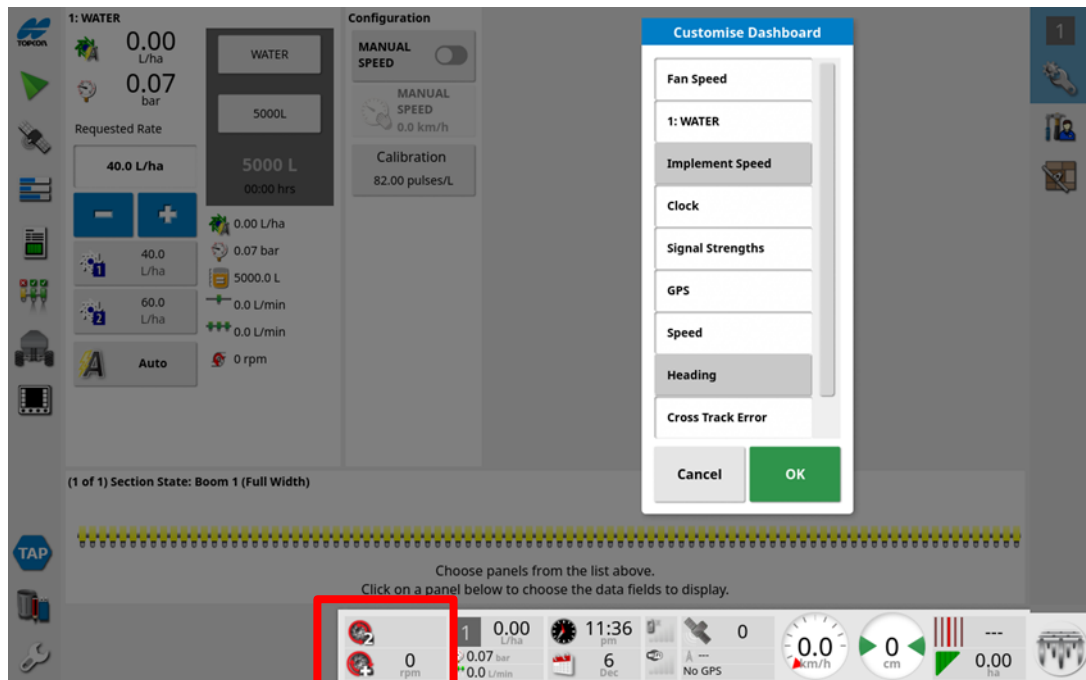 TOPCON
1: WATER
0.00
L/ha
0.07
bar
Requested Rate
40.0 L/ha
40.0
L/ha
1
60.0
L/ha
2
Auto
WATER
5000L
5000 L
00:00 hrs
0.00 L/ha
0.07 bar
5000.0 L
0.0 L/min
0.0 L/min
0 rpm
Configuration
MANUAL
SPEED
MANUAL
SPEED
0.0 km/h
Calibration
82.00 pulses/L
Customise Dashboard
Fan Speed
1: WATER
Implement Speed
Clock
Signal Strengths
GPS
Speed
Heading
Cross Track Error
Cancel
OK
1
(1 of 1) Section State: Boom 1 (Full Width)
TAP
Choose panels from the list above.
Click on a panel below to choose the data fields to display.
2
0
rpm
1
0.00
L/ha
0.07 bar
0.0 L/min
11:36
pm
6
Dec
0
A ---
No GPS
0.0
km/h
0
cm
---
0.00
ha